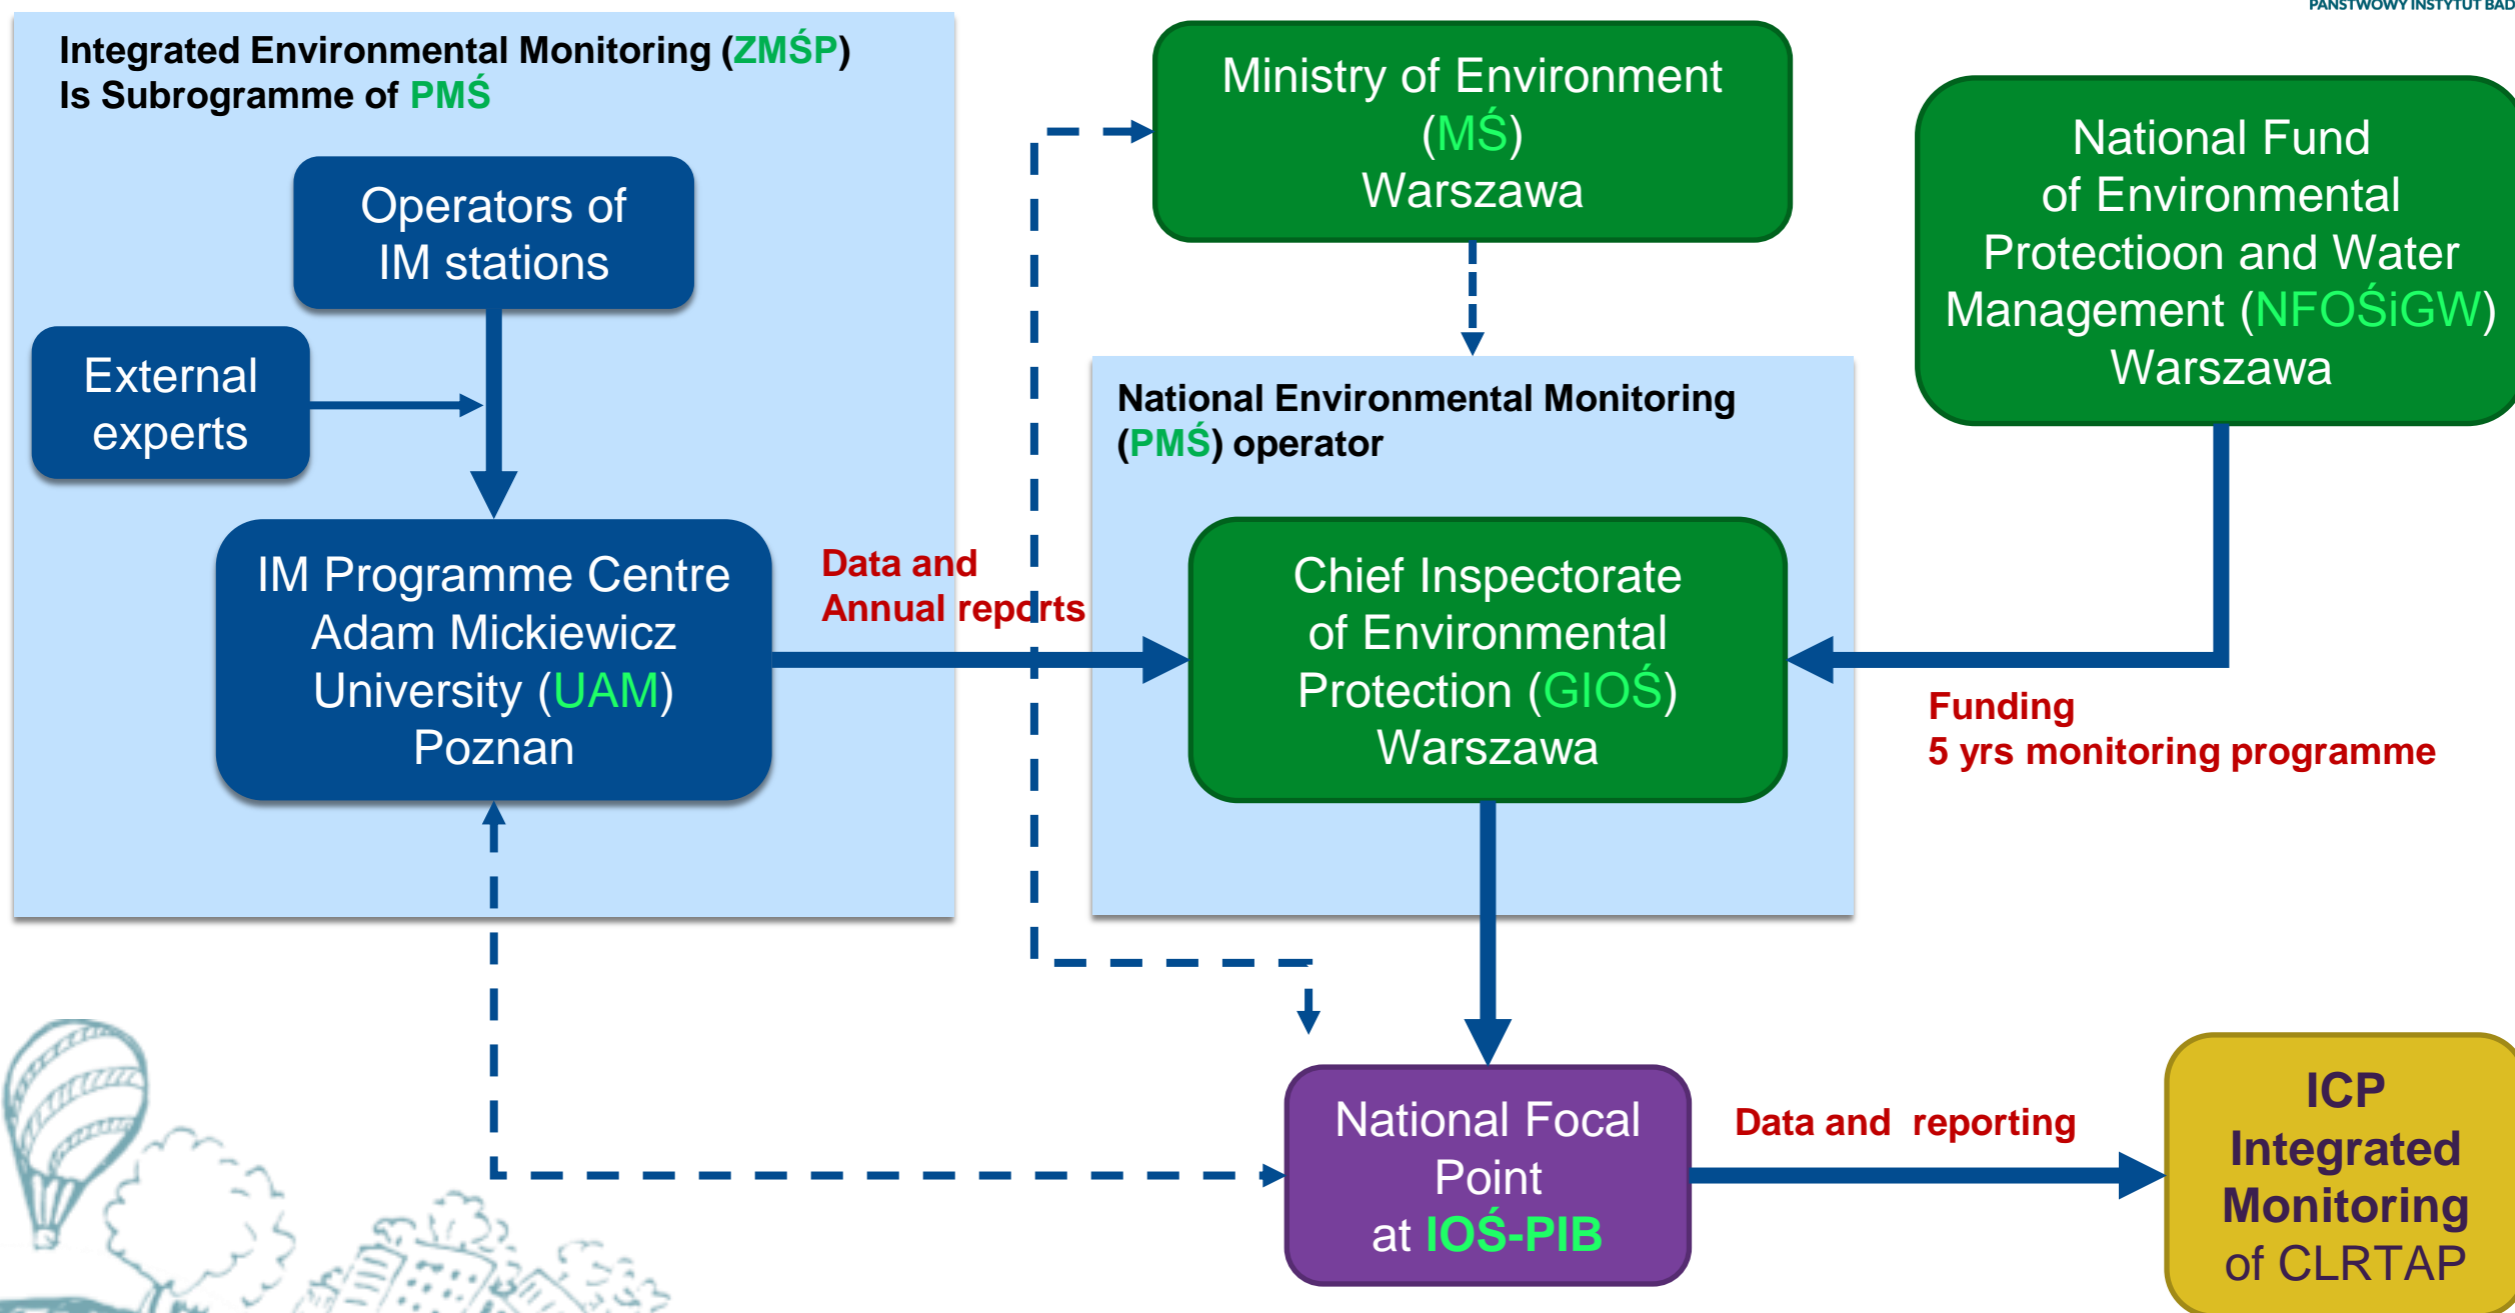 PAŃSTWOWY INSTYTUT BAD
Integrated Environmental Monitoring (ZMŚP)
Is Subrogramme of PMŚ
Operators of
IM stations
External
experts
IM Programme Centre
Adam Mickiewicz
University (UAM)
Poznan
Data and
Annual reports
Ministry of Environment
(MŚ)
Warszawa
National Environmental Monitoring
(PMŚ) operator
Chief Inspectorate
of Environmental
Protection (GIOŚ)
Warszawa
National Fund
of Environmental
Protectioon and Water
Management (NFOŚiGW)
Warszawa
Funding
5 yrs monitoring programme
National Focal
Point
at IOŚ-PIB
Data and reporting
ICP
Integrated
Monitoring
of CLRTAP